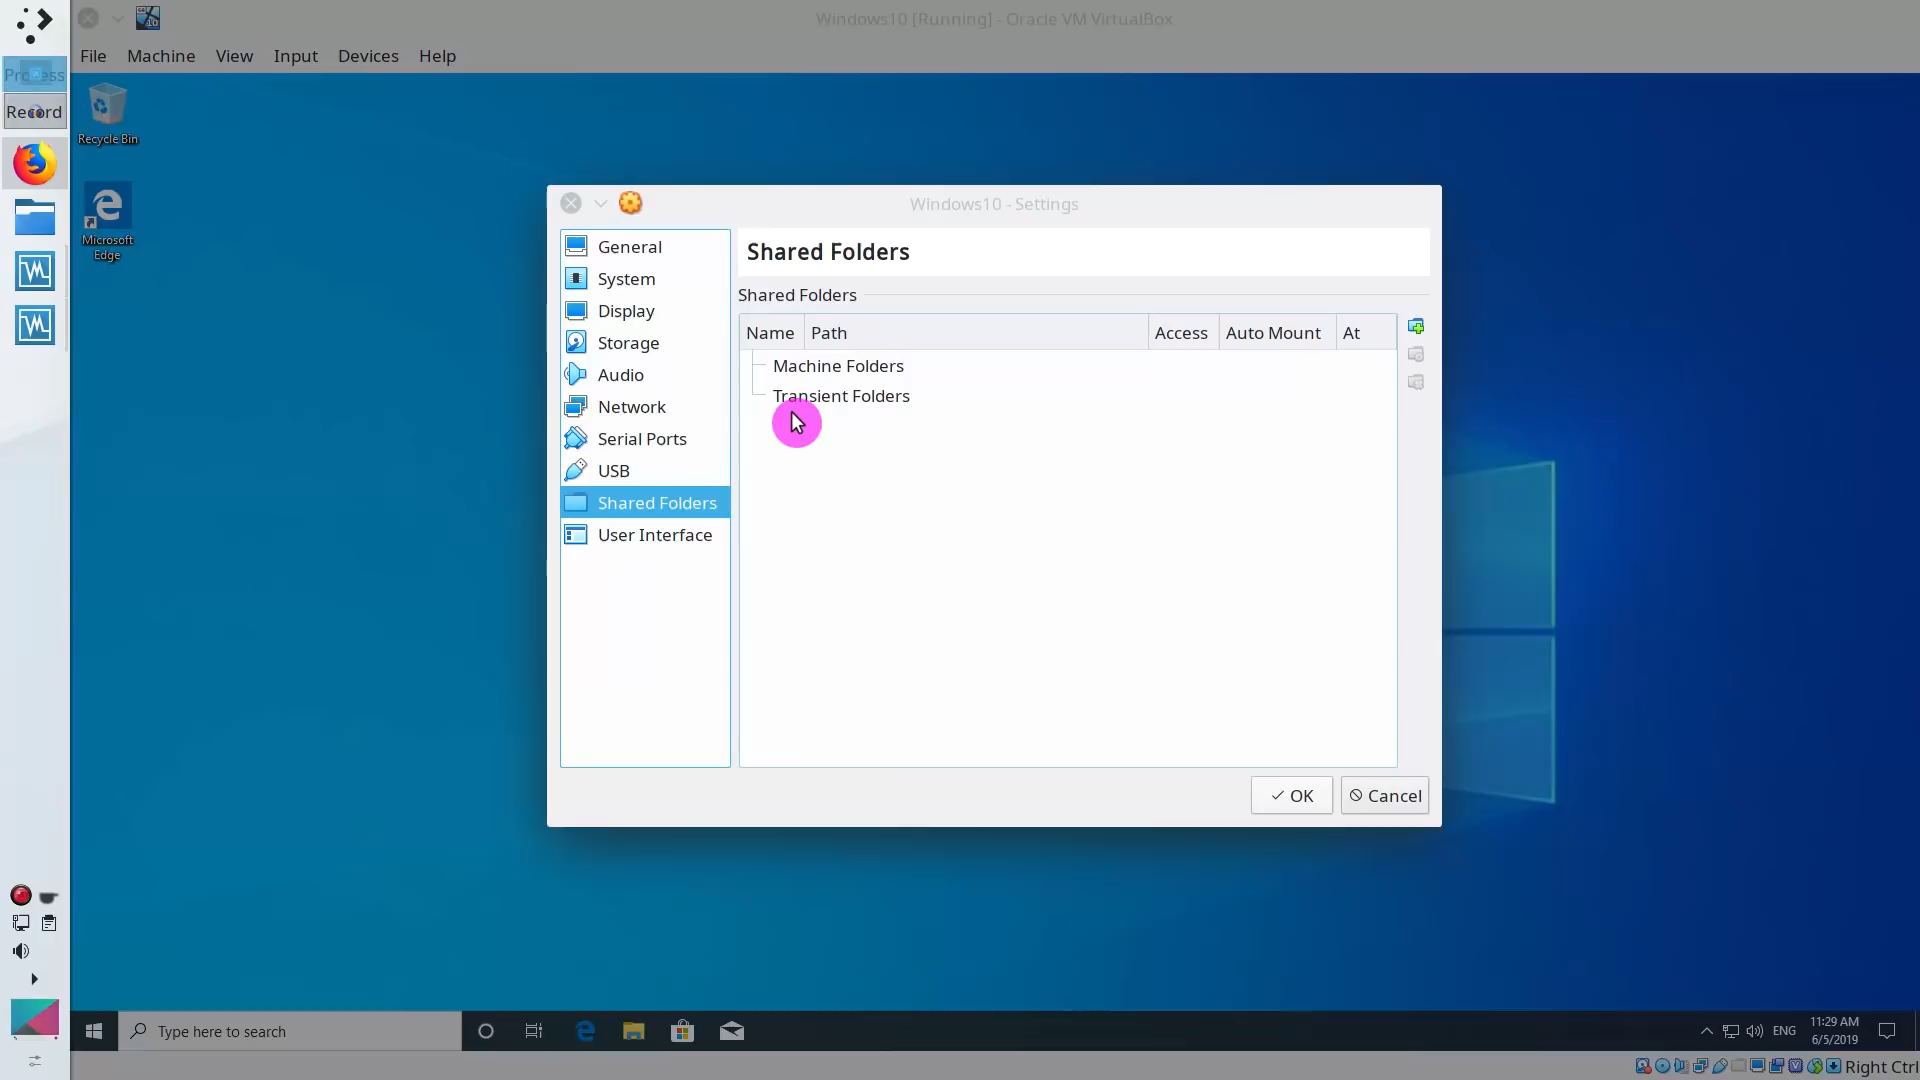 Windows10 [Running] - Oracle VM VirtualBox
File Machine View Input Devices Help
Process
Record
Recycle Bin
Microsoft
Edge
Windows10 - Settings
General
System
Display
Storage
Audio
Network
Serial Ports
USB
Shared Folders
User Interface
Shared Folders
Shared Folders
Name Path Access Auto Mount At
Machine Folders
Transient Folders
OK Cancel
Type here to search
ENG
11:29 AM
6/5/2019
Right Ctrl